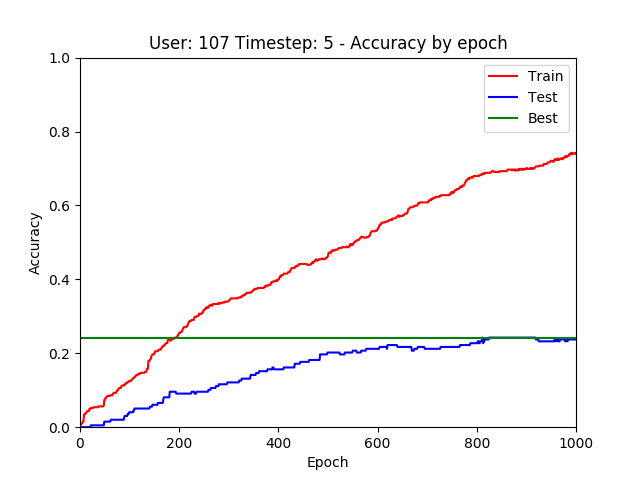 User: 107 Timestep: 5 - Accuracy by epoch
1.0
0.8
0.6
0.4
0.2
0.0
Accuracy
Train
Test
Best
0 200 400 600 800 1000
Epoch